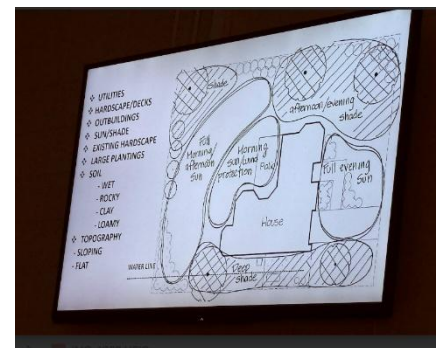 ❖ UTILITIES
❖ HARDSCAPE/DECKS
❖ OUTBUILDINGS
❖ SUN/SHADE
❖ EXISTING HARDSCAPE
❖ LARGE PLANTINGS
❖ SOIL
- WET
- ROCKY
- CLAY
- LOAMY
❖ TOPOGRAPHY
- SLOPING
- FLAT
WATER LINE
Shade
afternoon/evening
shade
Full
Morning/
afternoon
Sun
Morning
sun/wind
protection
Patio
Full evening
Sun
House
Deep
shade